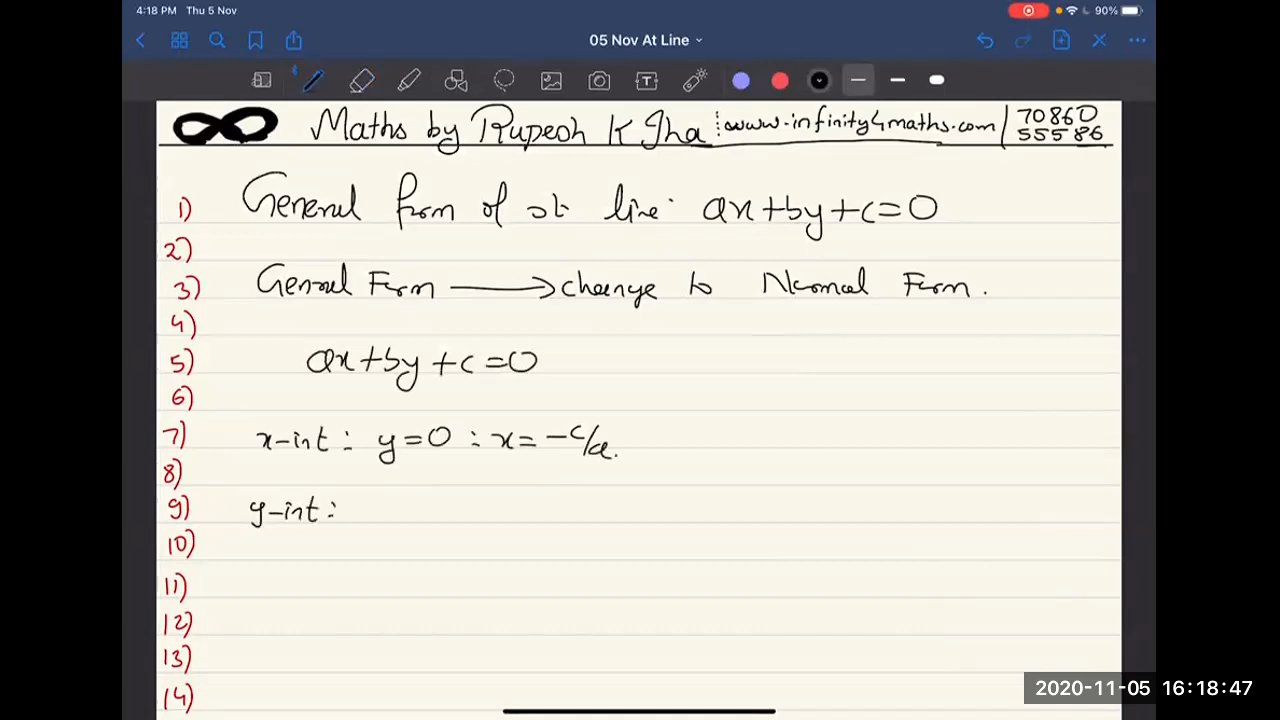 4:18 PM Thu 5 Nov 90%
05 Nov At Line
Maths by Rupesh K Jha www.infinity4maths.com 70860
55586
1) General form of st line: ax+by+c=0
2)
3) General Form → change to Normal Form.
4)
5) ax+by+c=0
6)
7) x-int: y=0 : x=-c/a.
8)
9) y-int:
10)
11)
12)
13)
14)
2020-11-05 16:18:47